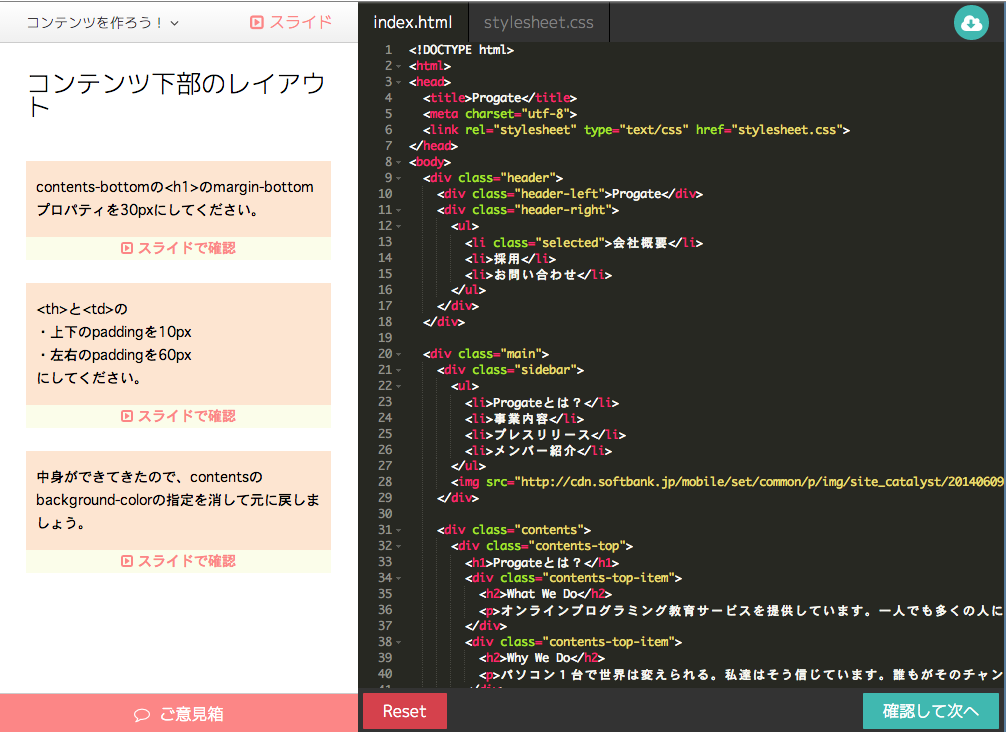 コンテンツを作ろう！
スライド
コンテンツ下部のレイアウ
ト
contents-bottomの<h1>のmargin-bottom
プロパティを30pxにしてください。
スライドで確認
<th>と<td>の
・上下のpaddingを10px
・左右のpaddingを60px
にしてください。
スライドで確認
中身ができてきたので、contentsの
background-colorの指定を消して元に戻しま
しょう。
スライドで確認
ご意見箱
index.html stylesheet.css
1 <!DOCTYPE html>
2 <html>
3 <head>
4 <title>Progate</title>
5 <meta charset="utf-8">
6 <link rel="stylesheet" type="text/css" href="stylesheet.css">
7 </head>
8 <body>
9 <div class="header">
10 <div class="header-left">Progate</div>
11 <div class="header-right">
12 <ul>
13 <li class="selected">会社概要</li>
14 <li>採用</li>
15 <li>お問い合わせ</li>
16 </ul>
17 </div>
18 </div>
19
20 <div class="main">
21 <div class="sidebar">
22 <ul>
23 <li>Progateとは？</li>
24 <li>事業内容</li>
25 <li>プレスリリース</li>
26 <li>メンバー紹介</li>
27 </ul>
28 <img src="http://cdn.softbank.jp/mobile/set/common/p/img/site_catalyst/20140609
29 </div>
30
31 <div class="contents">
32 <div class="contents-top">
33 <h1>Progateとは？</h1>
34 <div class="contents-top-item">
35 <h2>What We Do</h2>
36 <p>オンラインプログラミング教育サービスを提供しています。一人でも多くの人に
37 </div>
38 <div class="contents-top-item">
39 <h2>Why We Do</h2>
40 <p>パソコン１台で世界は変えられる。私達はそう信じています。誰もがそのチャン
Reset
確認して次へ